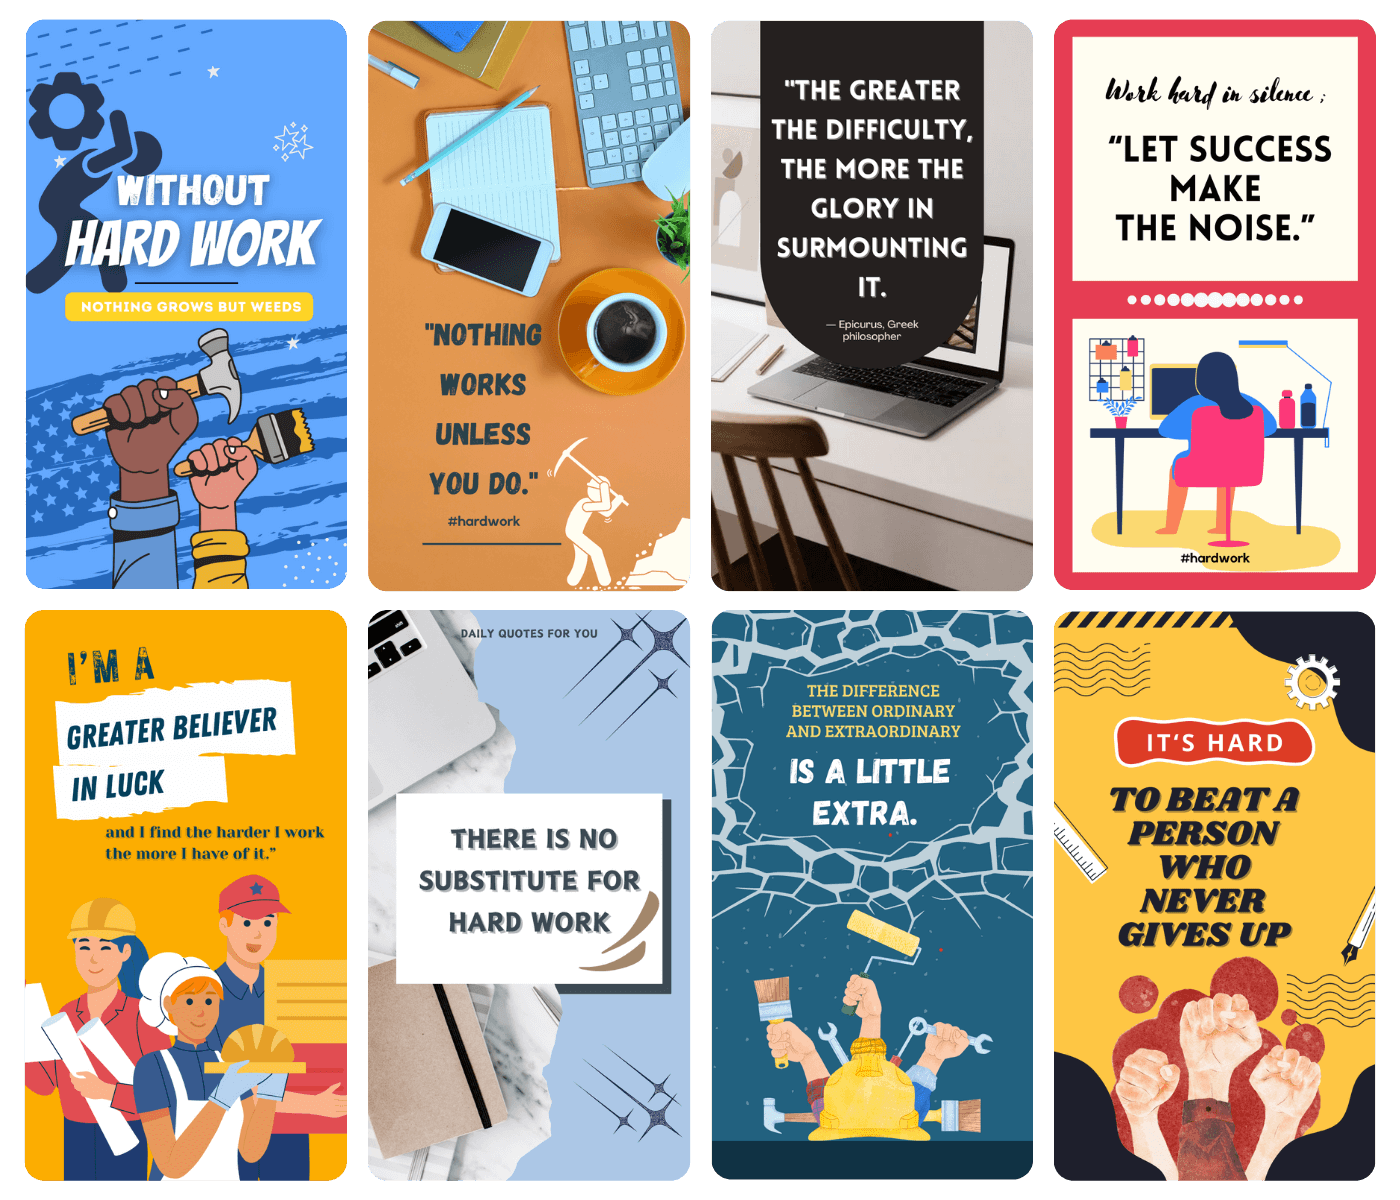 WITHOUT
HARD WORK
NOTHING GROWS BUT WEEDS
"NOTHING
WORKS
UNLESS
YOU DO."
#hardwork
"THE GREATER
THE DIFFICULTY,
THE MORE THE
GLORY IN
SURMOUNTING
IT.
— Epicurus, Greek
philosopher
Work hard in silence ;
“LET SUCCESS
MAKE
THE NOISE.”
#hardwork
I'M A
GREATER BELIEVER
IN LUCK
and I find the harder I work
the more I have of it.”
DAILY QUOTES FOR YOU
THERE IS NO
SUBSTITUTE FOR
HARD WORK
THE DIFFERENCE
BETWEEN ORDINARY
AND EXTRAORDINARY
IS A LITTLE
EXTRA.
IT‘S HARD
TO BEAT A
PERSON
WHO
NEVER
GIVES UP